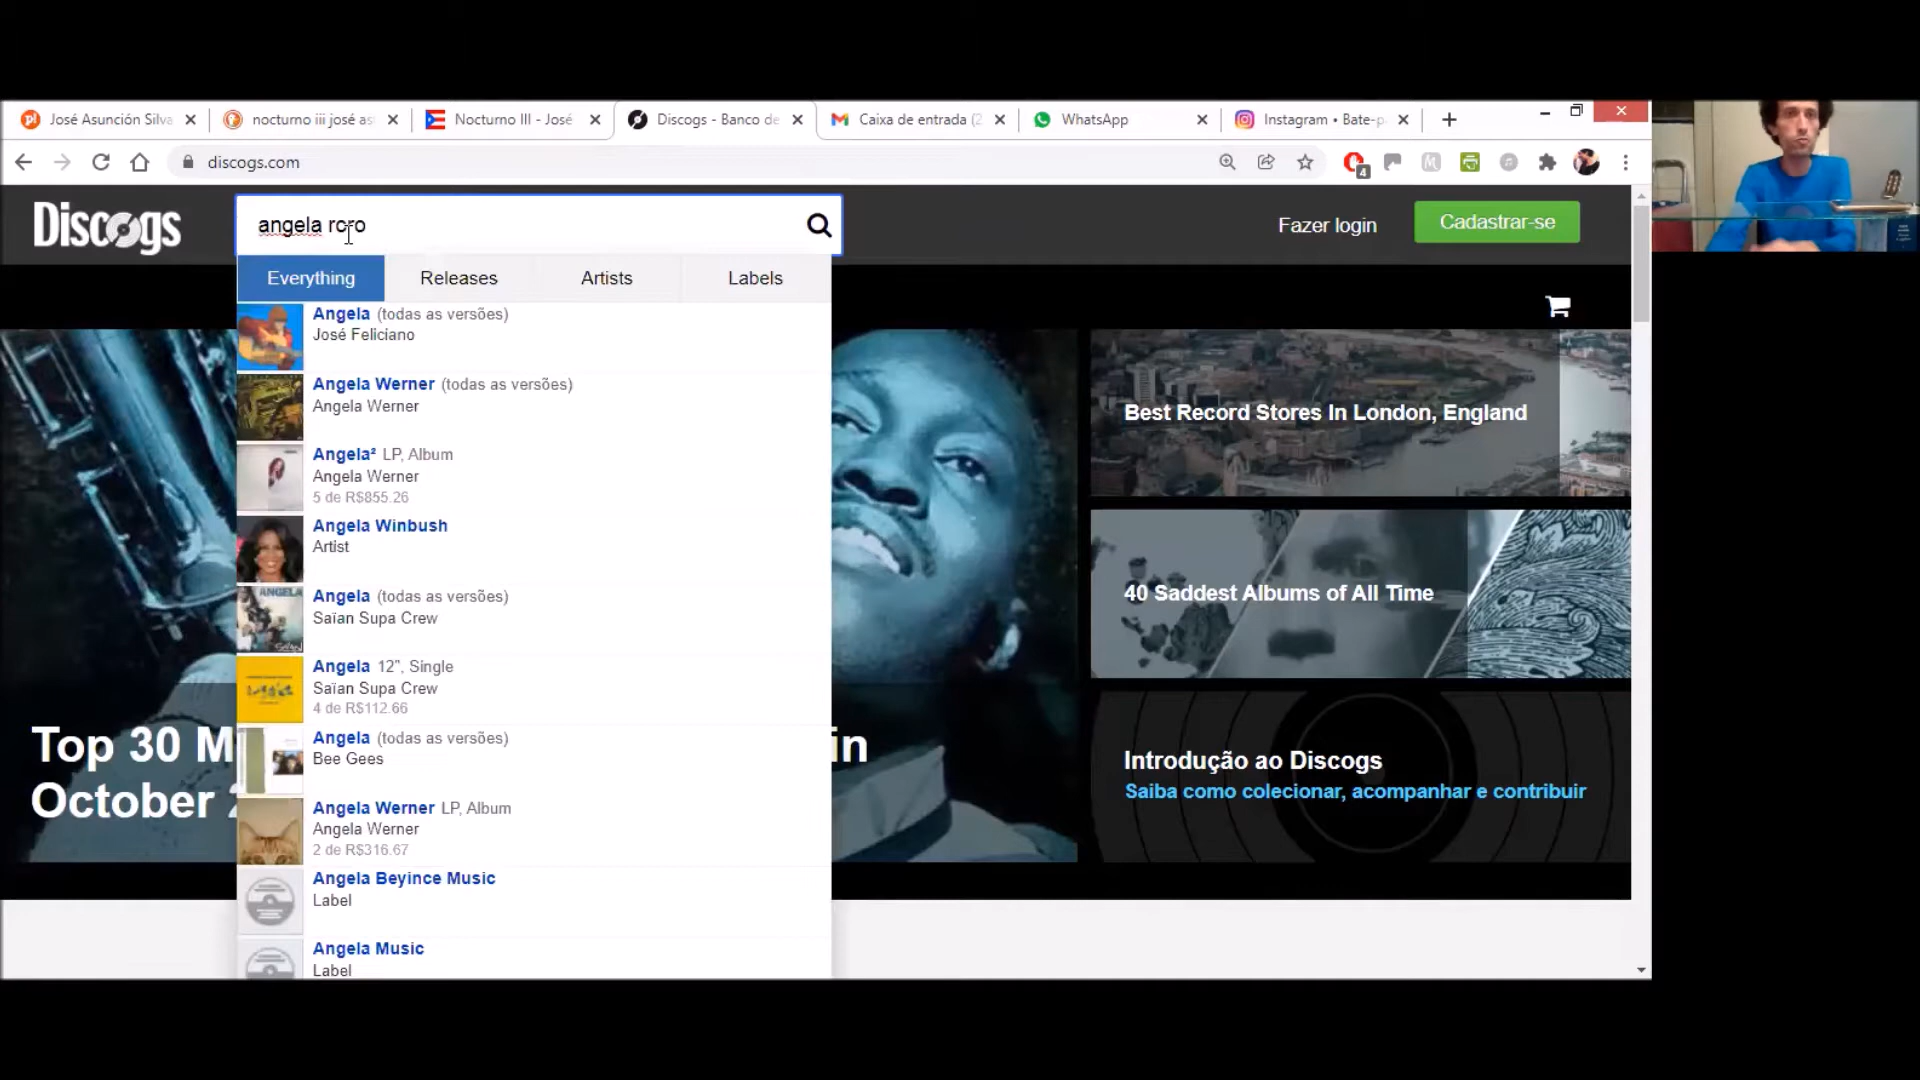 José Asunción Silva
nocturno iii josé as
Nocturno III - José
Discogs - Banco de
Caixa de entrada (2
WhatsApp
Instagram • Bate-p
discogs.com
4
Discogs
angela roro
Fazer login
Cadastrar-se
Everything
Releases
Artists
Labels
Angela (todas as versões)
José Feliciano
Angela Werner (todas as versões)
Angela Werner
Angela² LP, Album
Angela Werner
5 de R$855.26
Angela Winbush
Artist
Angela (todas as versões)
Saïan Supa Crew
Angela 12", Single
Saïan Supa Crew
4 de R$112.66
Angela (todas as versões)
Bee Gees
Angela Werner LP, Album
Angela Werner
2 de R$316.67
Angela Beyince Music
Label
Angela Music
Label
Top 30 M
in
October 2
Best Record Stores In London, England
40 Saddest Albums of All Time
Introdução ao Discogs
Saiba como colecionar, acompanhar e contribuir